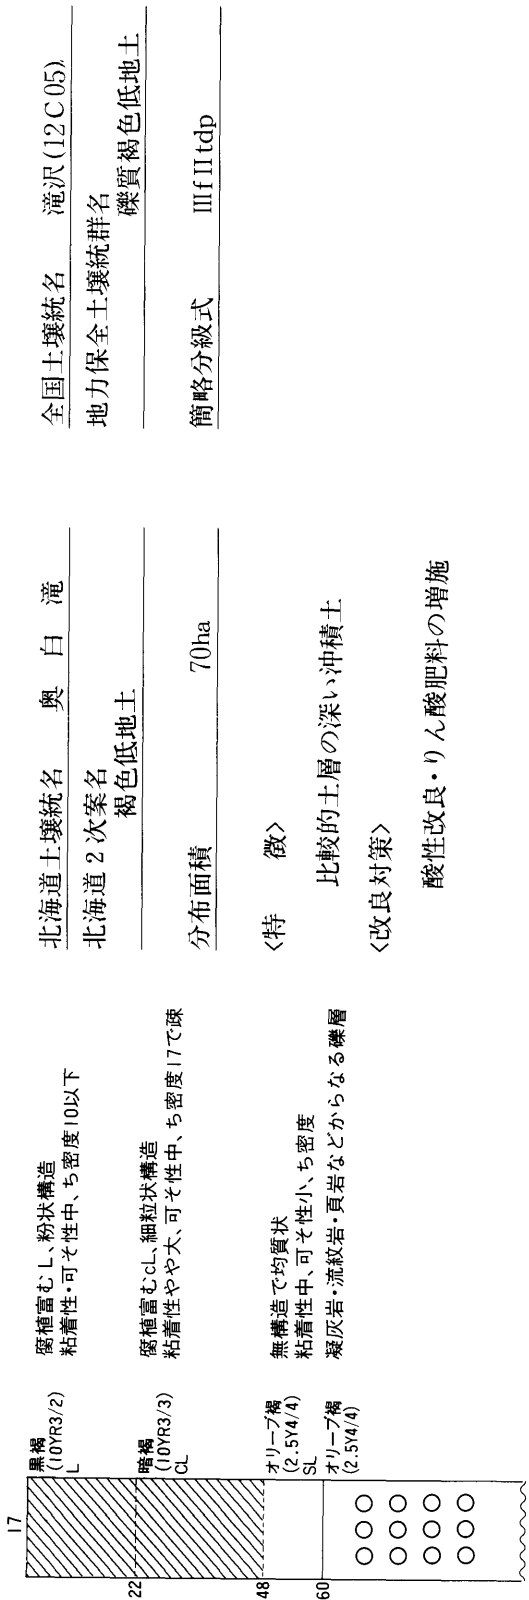 17
黒褐
(10YR3/2)
L
腐植富むL、粉状構造
粘着性・可そ性中、ち密度10以下
22
暗褐
(10YR3/3)
CL
腐植富むcL、細粒状構造
粘着性やや大、可そ性中、ち密度17で疎
48
オリーブ褐
(2.5Y4/4)
SL
無構造で均質状
粘着性中、可そ性小、ち密度
60
オリーブ褐
(2.5Y4/4)
凝灰岩・流紋岩・頁岩などからなる礫層
北海道土壌統名 奥白滝
北海道2次案名
褐色低地土
分布面積 70ha
〈特 徴〉
比較的土層の深い沖積土
〈改良対策〉
酸性改良・りん酸肥料の増施
全国土壌統名 滝沢(12C05)
地力保全土壌統群名
礫質褐色低地土
簡略分級式 IIIfIItdp